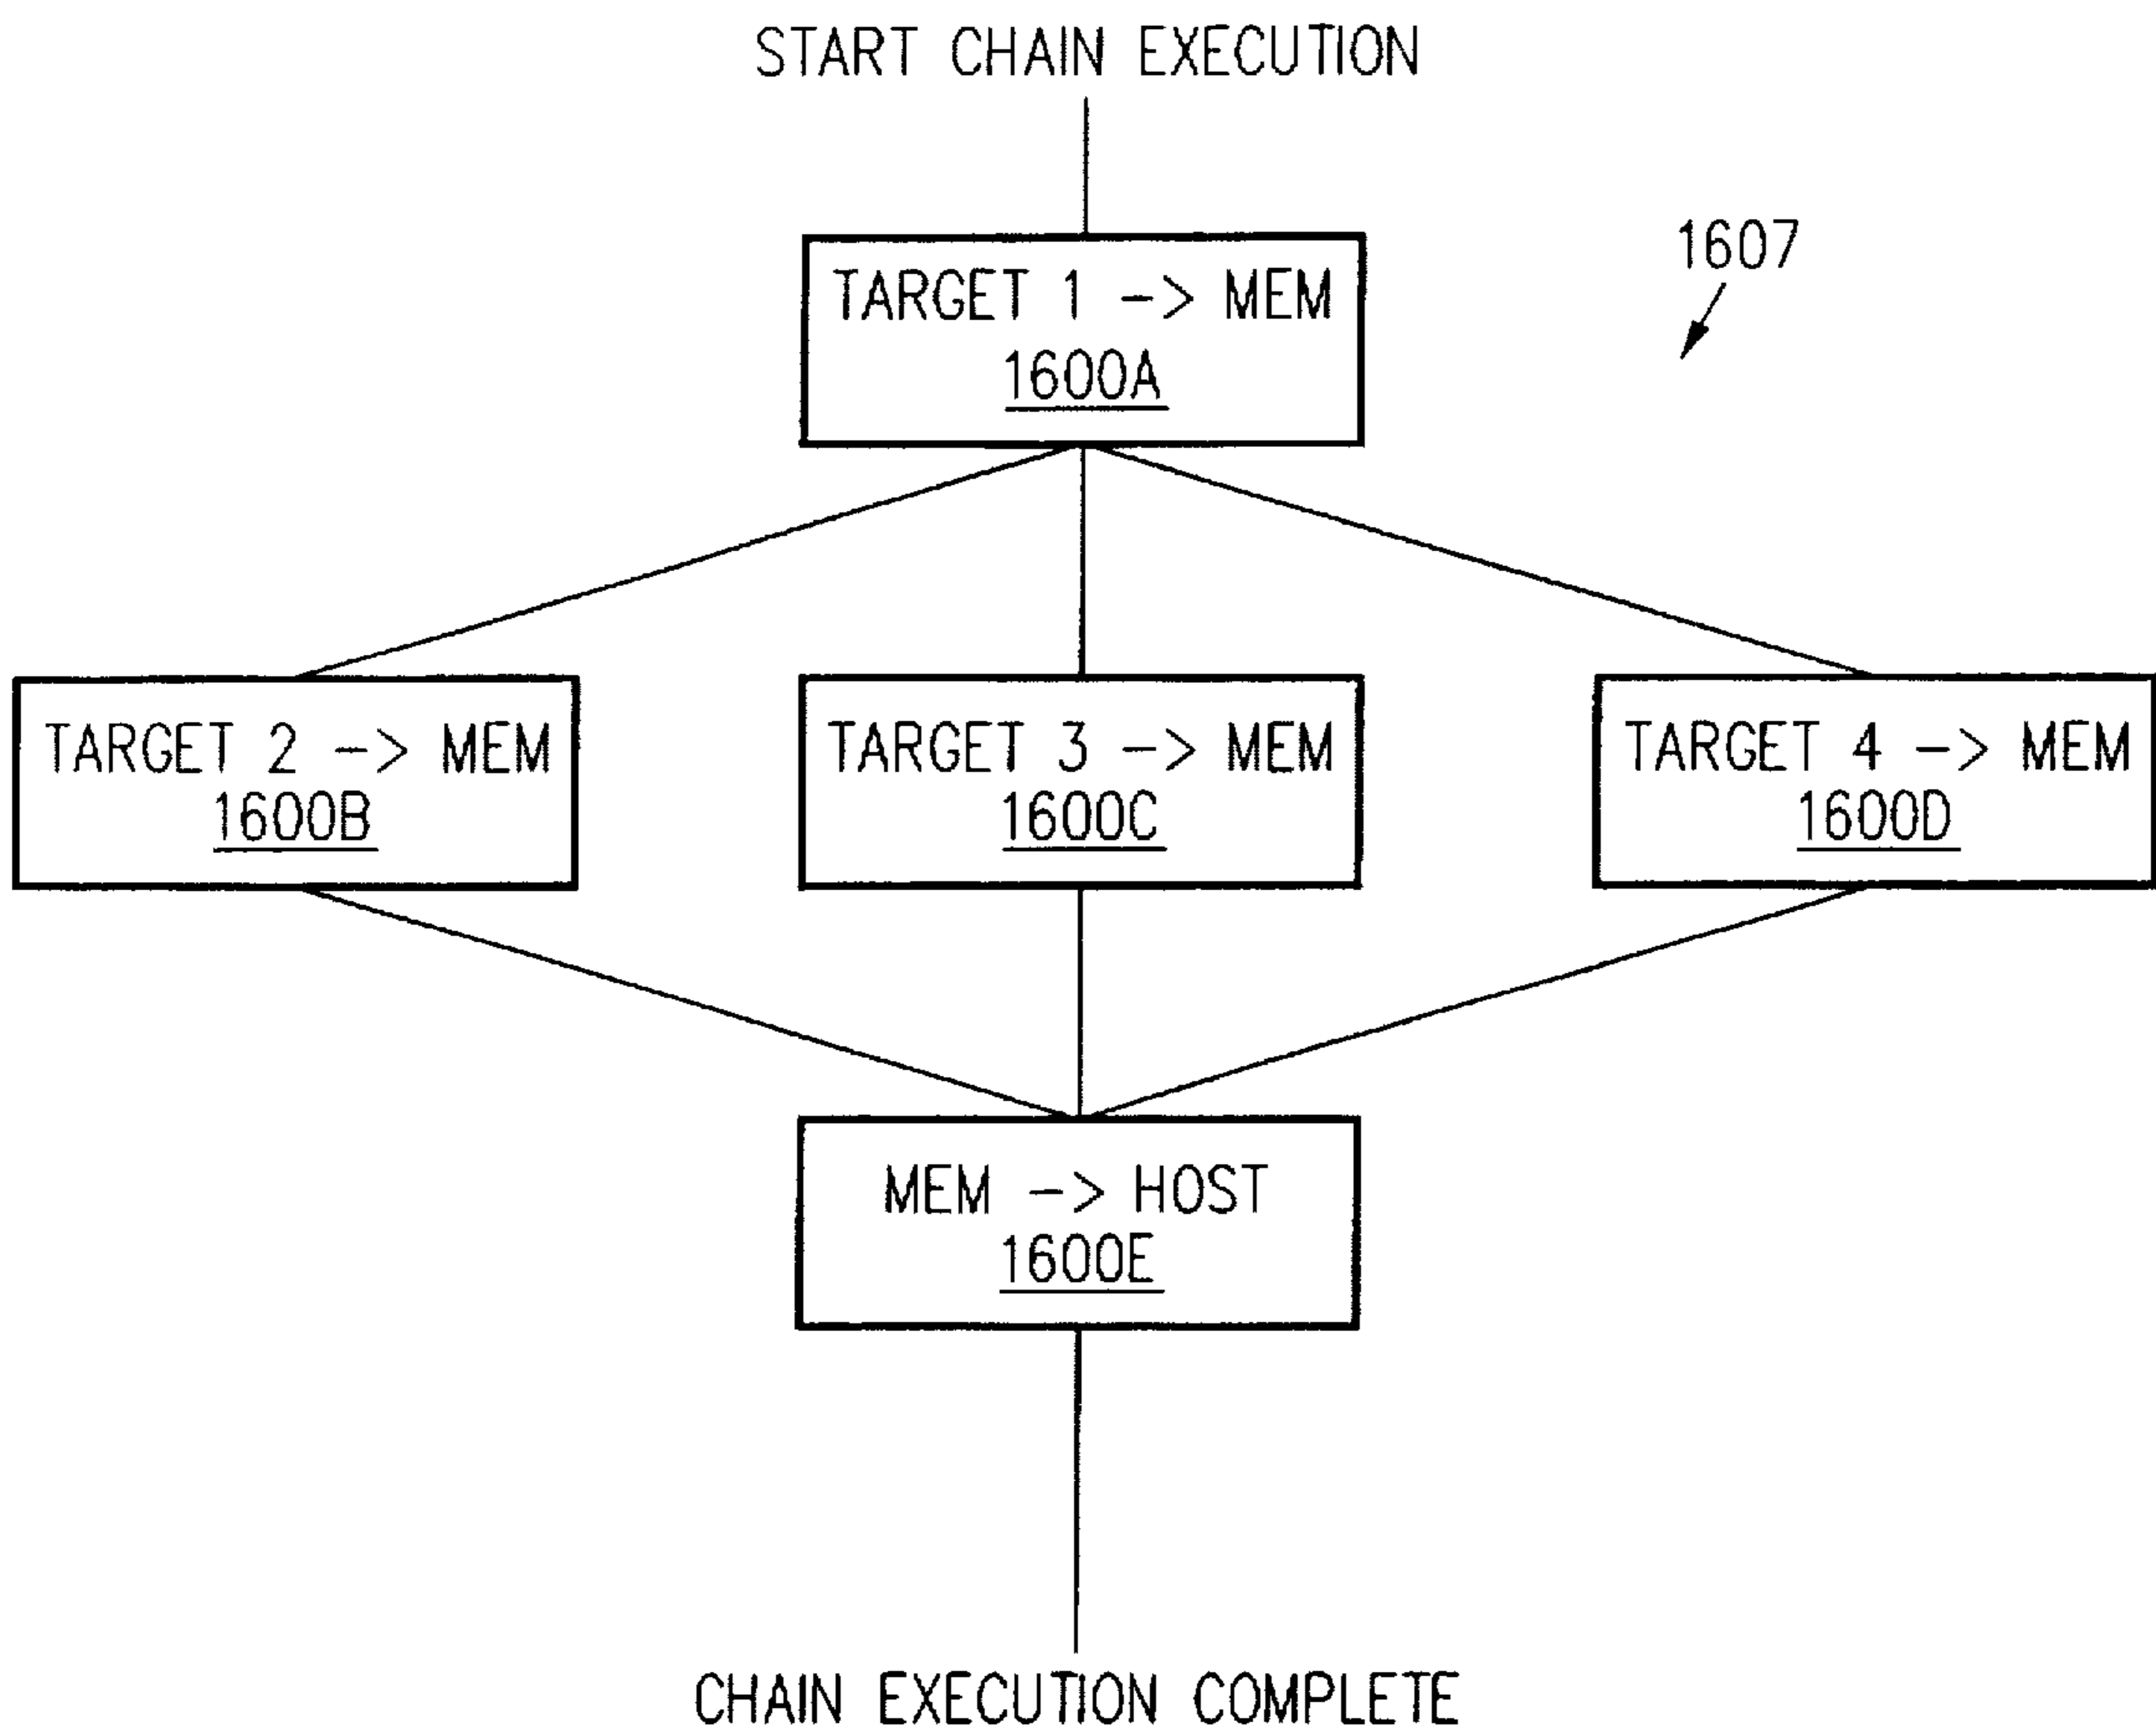 START CHAIN EXECUTION
1607
TARGET 1 -> MEM
1600A
TARGET 2 -> MEM
1600B
TARGET 3 -> MEM
1600C
TARGET 4 -> MEM
1600D
MEM -> HOST
1600E
CHAIN EXECUTION COMPLETE